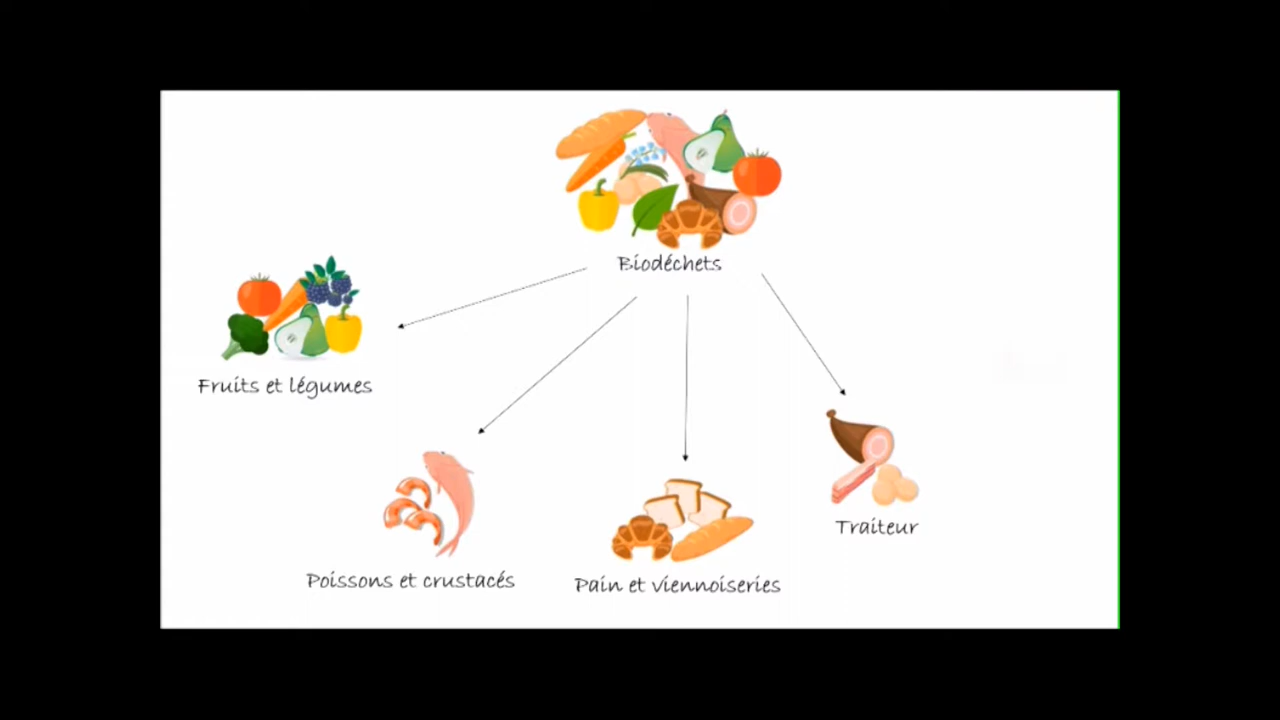 Biodéchets
Fruits et légumes
Traiteur
Poissons et crustacés
Pain et viennoiseries